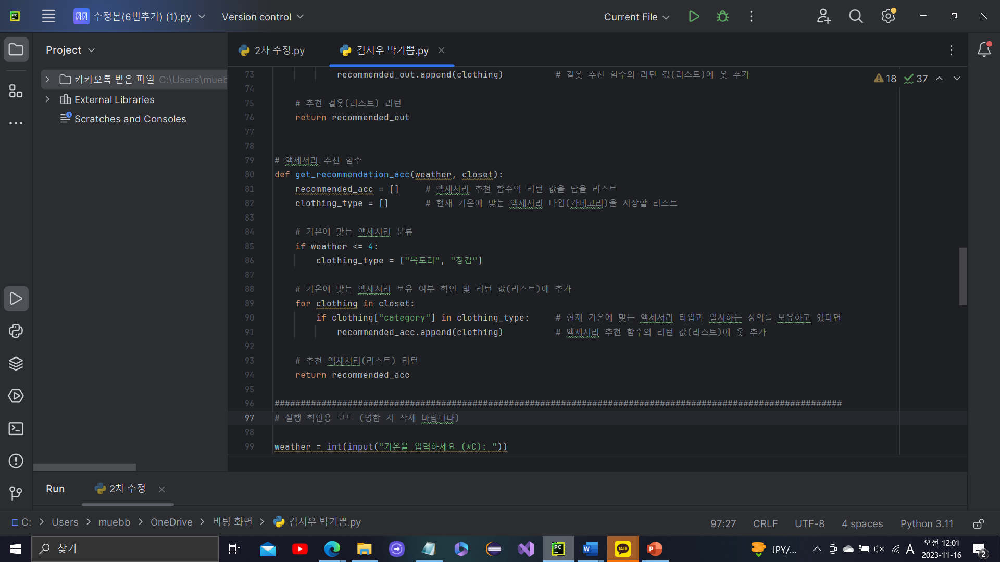 수정본(6번추가) (1).py
Version control
Current File
Project
2차 수정.py
김시우 박기쁨.py
카카오톡 받은 파일 C:\Users\mueb
External Libraries
Scratches and Consoles
18
37
73 recommended_out.append(clothing) # 겉옷 추천 함수의 리턴 값(리스트)에 옷 추가
74
75 # 추천 겉옷(리스트) 리턴
76 return recommended_out
77
78
79 # 액세서리 추천 함수
80 def get_recommendation_acc(weather, closet):
81 recommended_acc = [] # 액세서리 추천 함수의 리턴 값을 담을 리스트
82 clothing_type = [] # 현재 기온에 맞는 액세서리 타입(카테고리)을 저장할 리스트
83
84 # 기온에 맞는 액세서리 분류
85 if weather <= 4:
86 clothing_type = ["목도리", "장갑"]
87
88 # 기온에 맞는 액세서리 보유 여부 확인 및 리턴 값(리스트)에 추가
89 for clothing in closet:
90 if clothing["category"] in clothing_type: # 현재 기온에 맞는 액세서리 타입과 일치하는 상의를 보유하고 있다면
91 recommended_acc.append(clothing) # 액세서리 추천 함수의 리턴 값(리스트)에 옷 추가
92
93 # 추천 액세서리(리스트) 리턴
94 return recommended_acc
95
96 #############################################################################################################
97 # 실행 확인용 코드 (병합 시 삭제 바랍니다)
98
99 weather = int(input("기온을 입력하세요 (*C): "))
Run
2차 수정
C: > Users > muebb > OneDrive > 바탕 화면 > 김시우 박기쁨.py
97:27 CRLF UTF-8 4 spaces Python 3.11
찾기
JPY/...
A
오전 12:01
2023-11-16
2